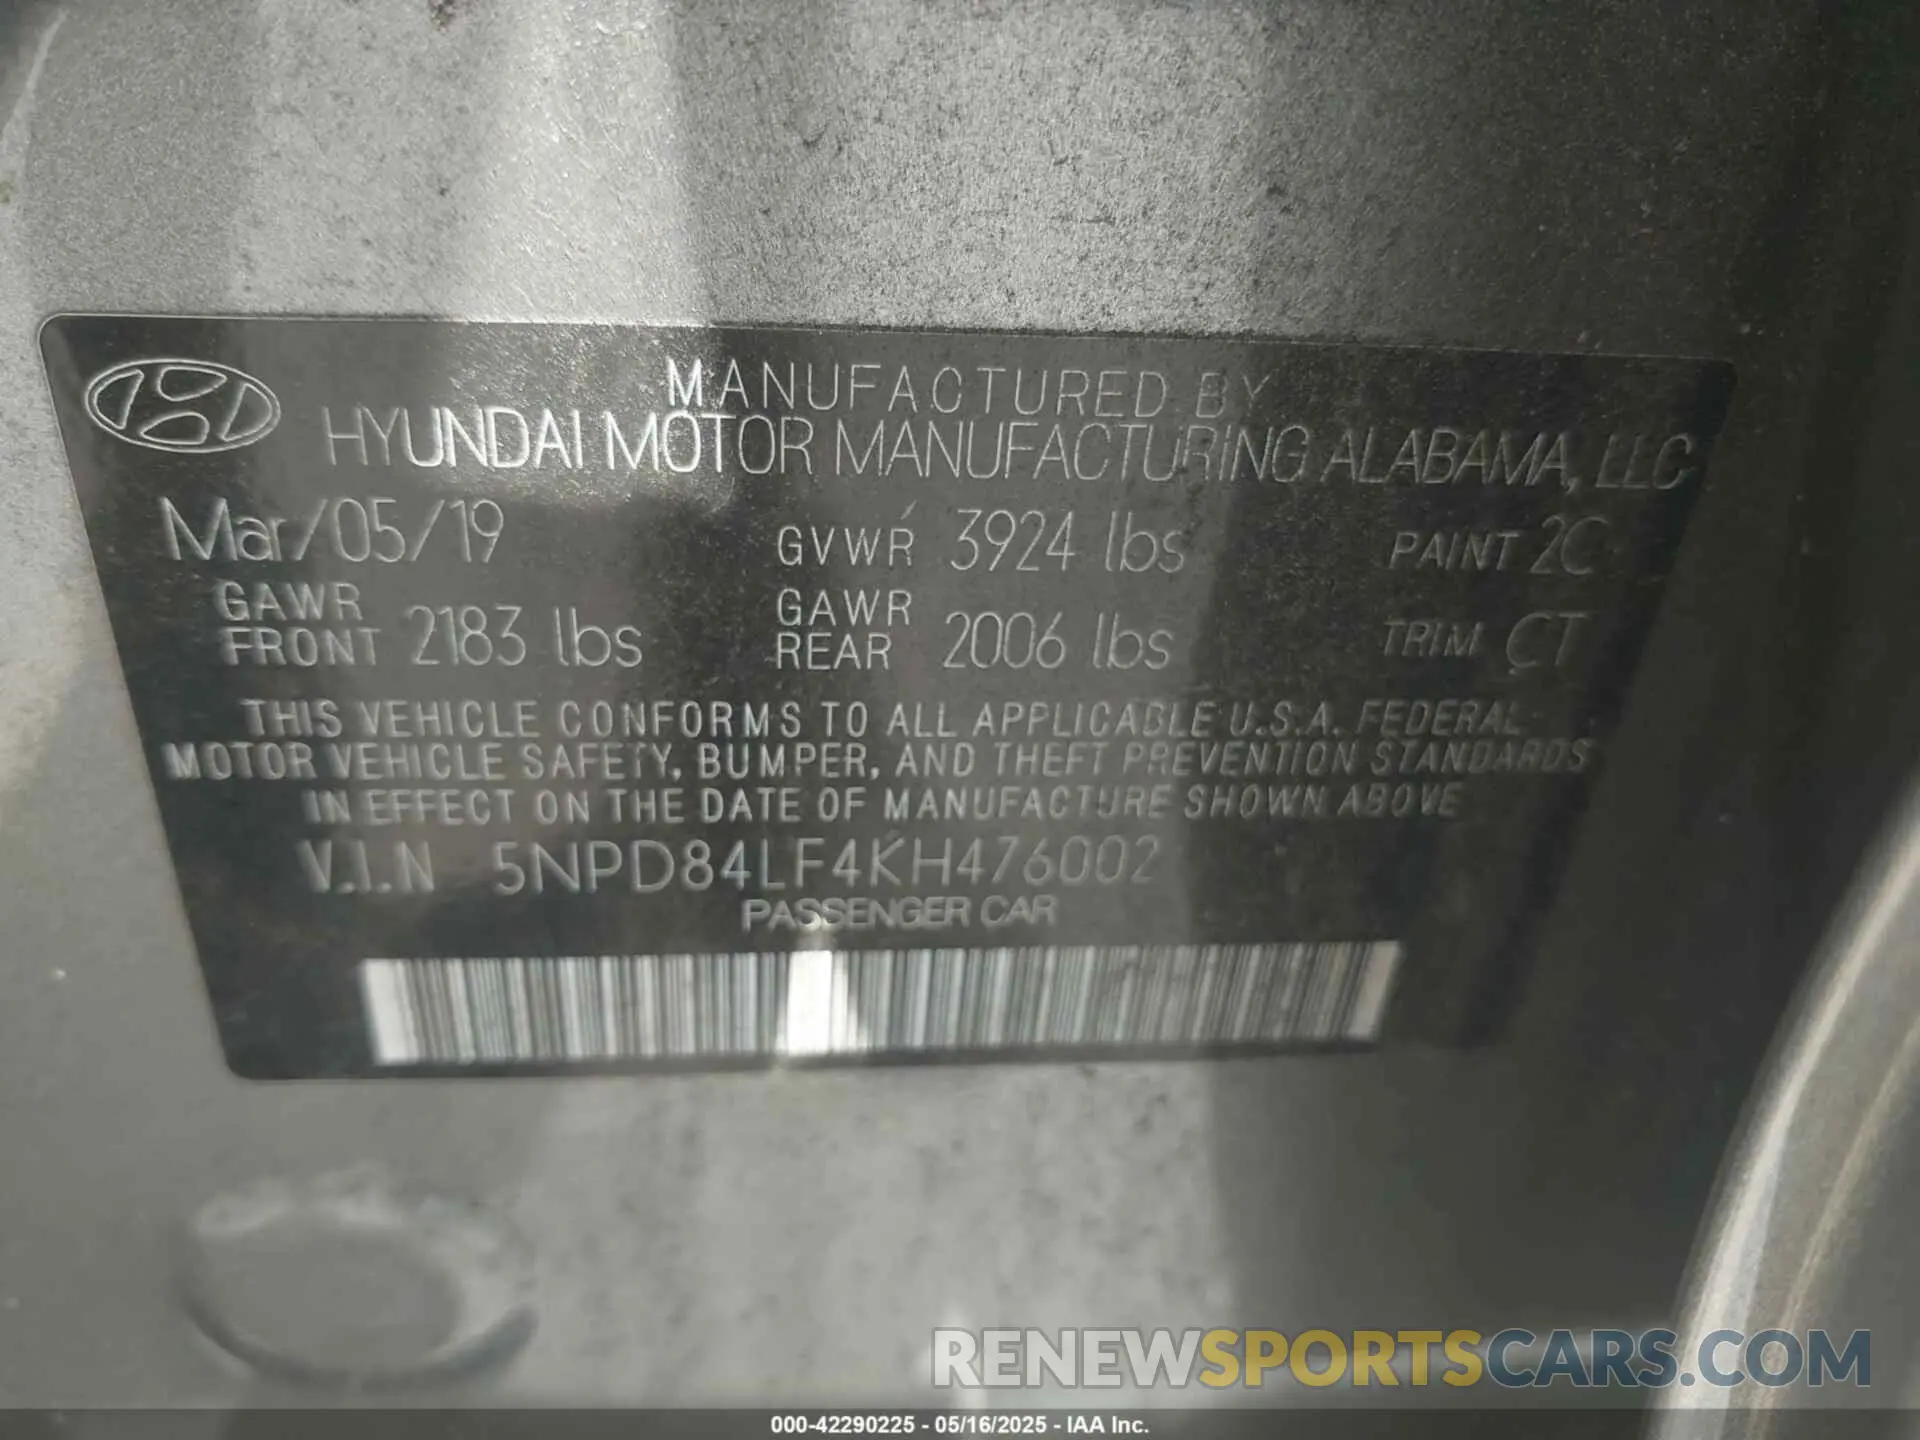 MANUFACTURED BY
HYUNDAI MOTOR MANUFACTURING ALABAMA, LLC
Mar/05/19 GVWR 3924 lbs PAINT 2C
GAWR FRONT 2183 lbs GAWR REAR 2006 lbs TRIM CT
THIS VEHICLE CONFORMS TO ALL APPLICABLE U.S.A. FEDERAL
MOTOR VEHICLE SAFETY, BUMPER, AND THEFT PREVENTION STANDARDS
IN EFFECT ON THE DATE OF MANUFACTURE SHOWN ABOVE
V.I.N 5NPD84LF4KH476002
PASSENGER CAR
RENEWSPORTSCARS.COM
000-42290225 - 05/16/2025 - IAA Inc.